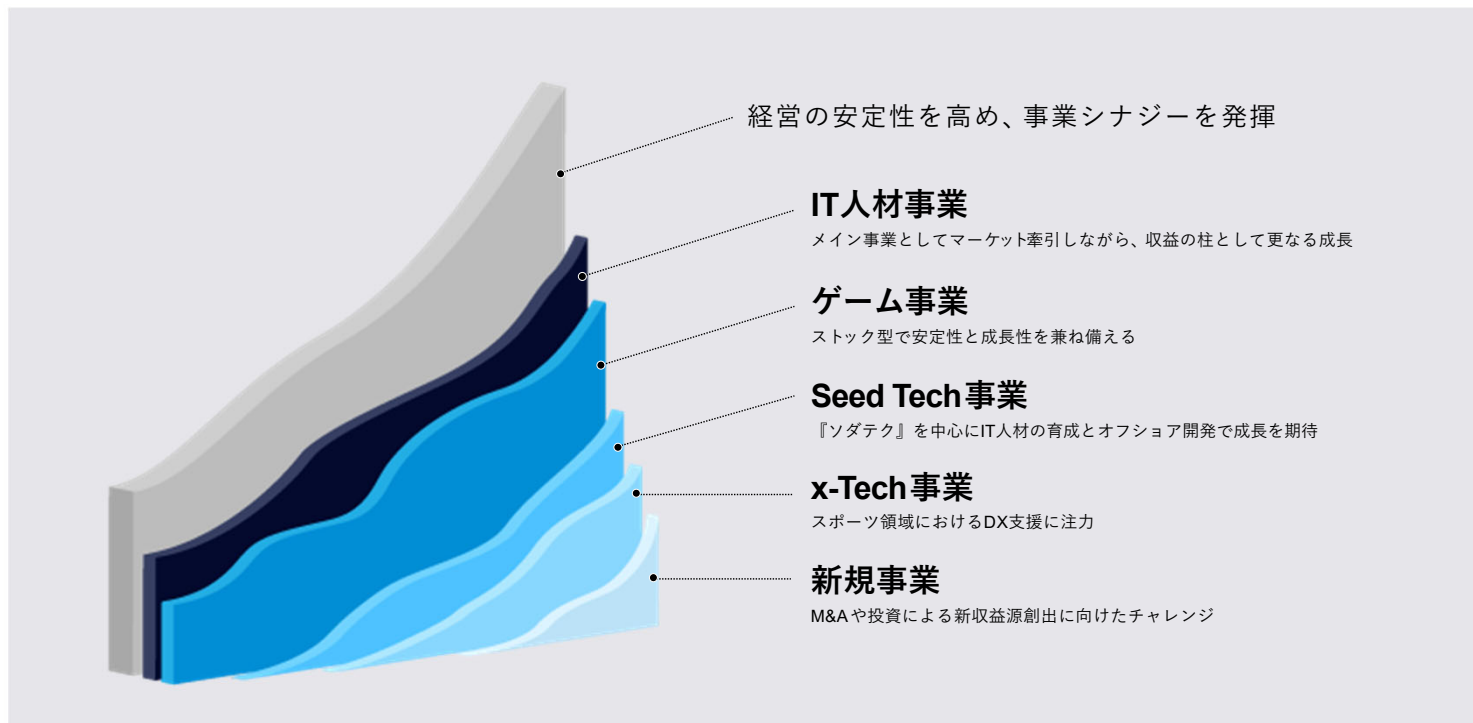 経営の安定性を高め、事業シナジーを発揮
IT人材事業
メイン事業としてマーケット牽引しながら、収益の柱として更なる成長
ゲーム事業
ストック型で安定性と成長性を兼ね備える
Seed Tech事業
『ソダテク』を中心にIT人材の育成とオフショア開発で成長を期待
x-Tech事業
スポーツ領域におけるDX支援に注力
新規事業
M&Aや投資による新収益源創出に向けたチャレンジ